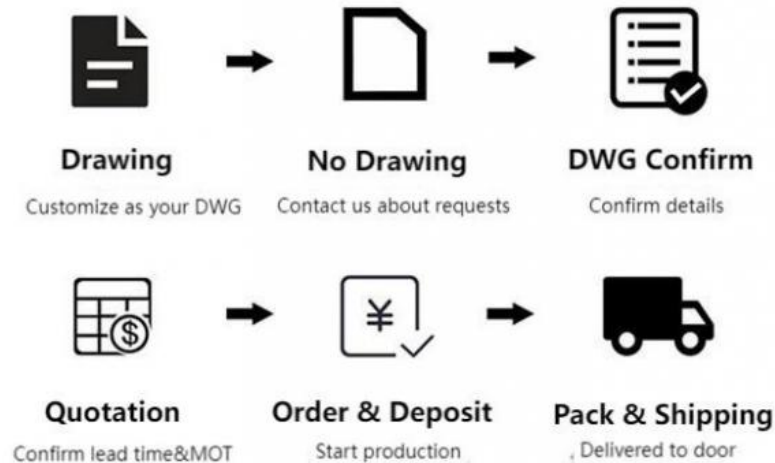 Drawing
No Drawing
DWG Confirm
Customize as your DWG
Contact us about requests
Confirm details
$
¥
Quotation
Order & Deposit
Pack & Shipping
Confirm lead time&MOT
Start production
, Delivered to door